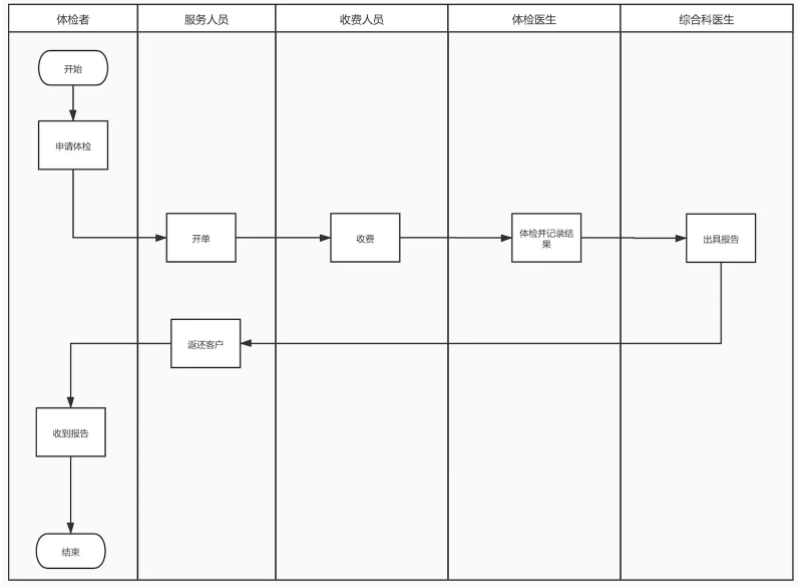 体检者
服务人员
收费人员
体检医生
综合科医生
开始
申请体检
开单
收费
体检并记录结
果
出具报告
返还客户
收到报告
结束